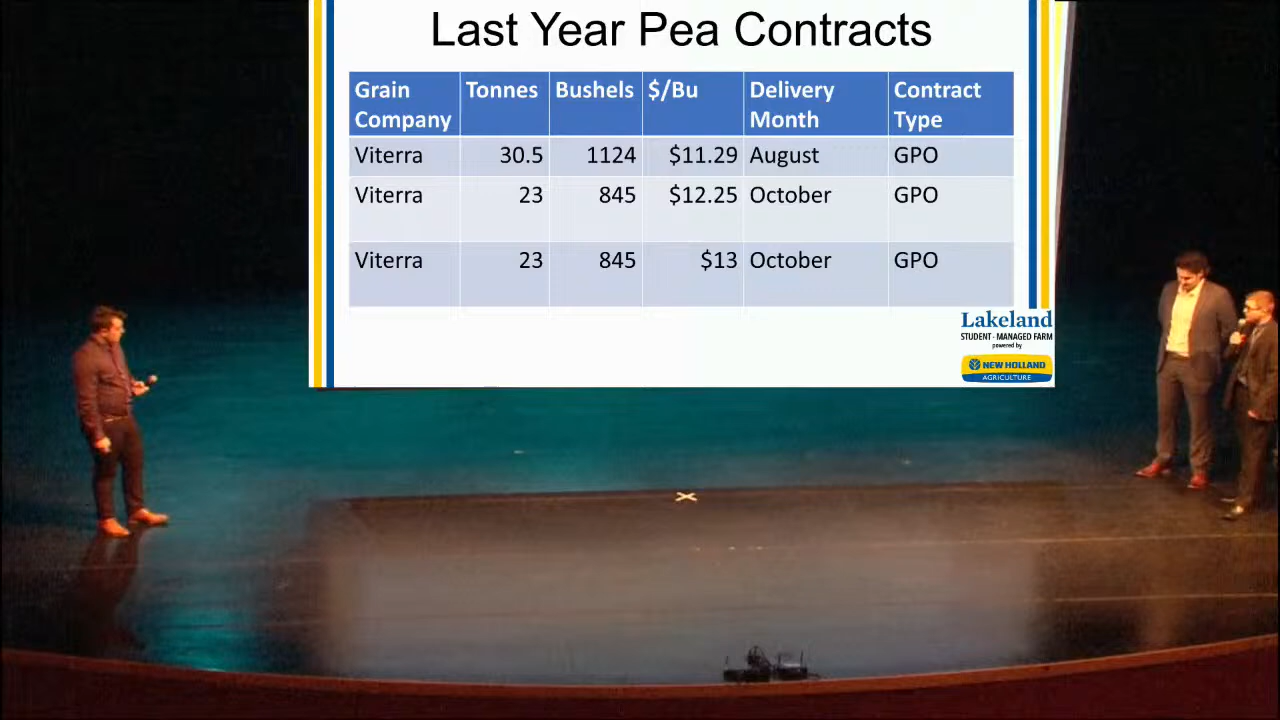 Last Year Pea Contracts
Grain Company Tonnes Bushels $/Bu Delivery Month Contract Type
Viterra 30.5 1124 $11.29 August GPO
Viterra 23 845 $12.25 October GPO
Viterra 23 845 $13 October GPO
Lakeland
STUDENT-MANAGED FARM
powered by
NEW HOLLAND
AGRICULTURE